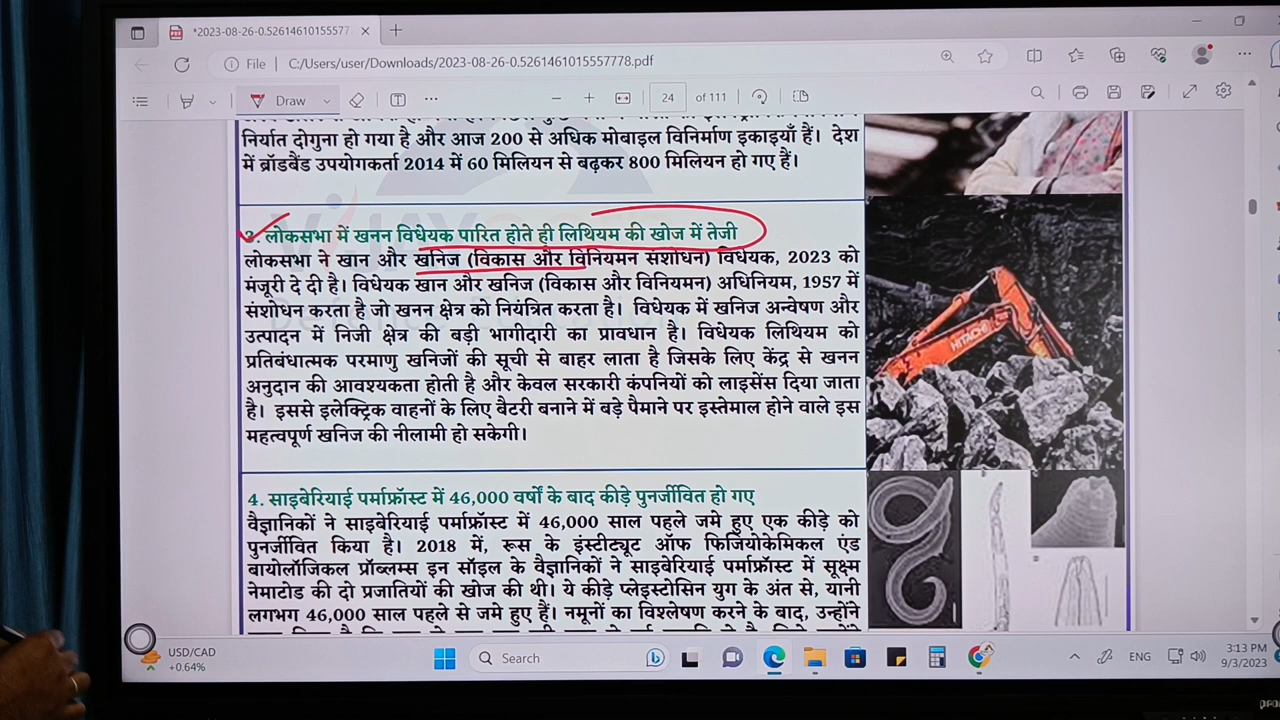 *2023-08-26-0.52614610155577
File
C:/Users/user/Downloads/2023-08-26-0.5261461015557778.pdf
Draw
24 of 111
निर्यात दोगुना हो गया है और आज 200 से अधिक मोबाइल विनिर्माण इकाइयाँ हैं। देश
में ब्रॉडबैंड उपयोगकर्ता 2014 में 60 मिलियन से बढ़कर 800 मिलियन हो गए हैं।
3. लोकसभा में खनन विधेयक पारित होते ही लिथियम की खोज में तेजी
लोकसभा ने खान और खनिज (विकास और विनियमन संशोधन) विधेयक, 2023 को
मंजूरी दे दी है। विधेयक खान और खनिज (विकास और विनियमन) अधिनियम, 1957 में
संशोधन करता है जो खनन क्षेत्र को नियंत्रित करता है। विधेयक में खनिज अन्वेषण और
उत्पादन में निजी क्षेत्र की बड़ी भागीदारी का प्रावधान है। विधेयक लिथियम को
प्रतिबंधात्मक परमाणु खनिजों की सूची से बाहर लाता है जिसके लिए केंद्र से खनन
अनुदान की आवश्यकता होती है और केवल सरकारी कंपनियों को लाइसेंस दिया जाता
है। इससे इलेक्ट्रिक वाहनों के लिए बैटरी बनाने में बड़े पैमाने पर इस्तेमाल होने वाले इस
महत्वपूर्ण खनिज की नीलामी हो सकेगी।
HITACHI
4. साइबेरियाई पर्माफ्रॉस्ट में 46,000 वर्षों के बाद कीड़े पुनर्जीवित हो गए
वैज्ञानिकों ने साइबेरियाई पर्माफ्रॉस्ट में 46,000 साल पहले जमे हुए एक कीड़े को
पुनर्जीवित किया है। 2018 में, रूस के इंस्टीट्यूट ऑफ फिजियोकेमिकल एंड
बायोलॉजिकल प्रॉब्लम्स इन सॉइल के वैज्ञानिकों ने साइबेरियाई पर्माफ्रॉस्ट में सूक्ष्म
नेमाटोड की दो प्रजातियों की खोज की थी। ये कीड़े प्लेइस्टोसिन युग के अंत से, यानी
लगभग 46,000 साल पहले से जमे हुए हैं। नमूनों का विश्लेषण करने के बाद, उन्होंने
USD/CAD
+0.64%
Search
ENG
3:13 PM
9/3/2023